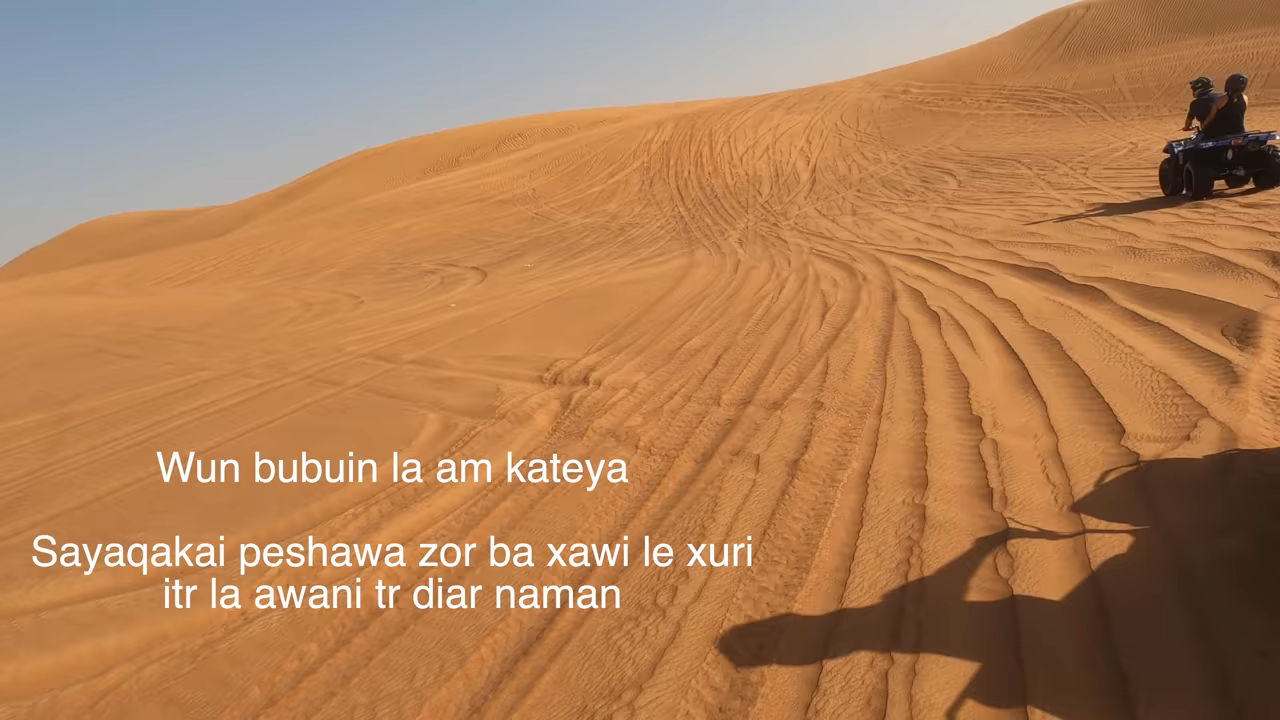 Wun bubuin la am kateya
Sayaqakai peshawa zor ba xawi le xuri
itr la awani tr diar naman